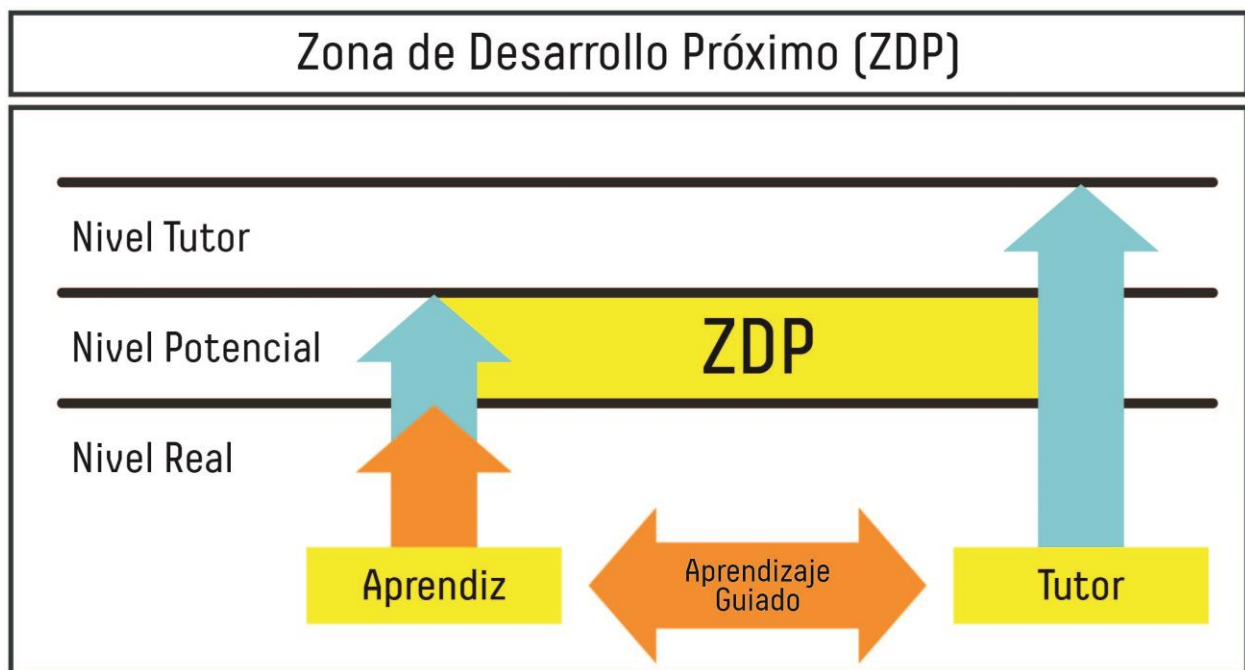 Zona de Desarrollo Próximo (ZDP)
Nivel Tutor
Nivel Potencial
ZDP
Nivel Real
Aprendiz
Aprendizaje
Guiado
Tutor